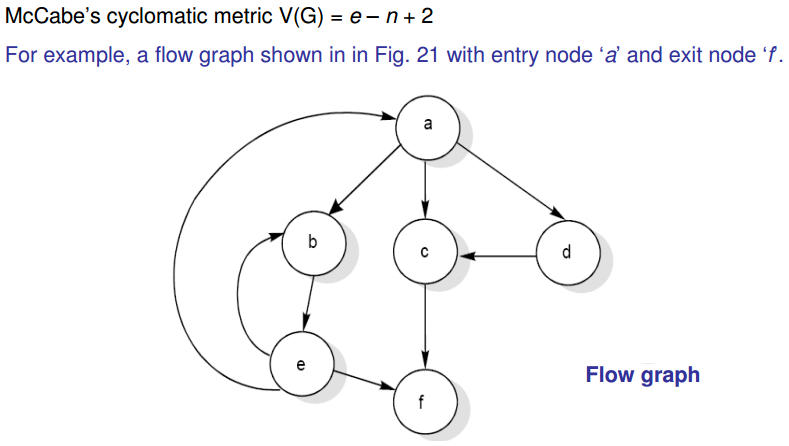 McCabe's cyclomatic metric V(G) = e – n + 2
For example, a flow graph shown in in Fig. 21 with entry node ‘a’ and exit node ‘f’.
a
b
c
d
e
f
Flow graph